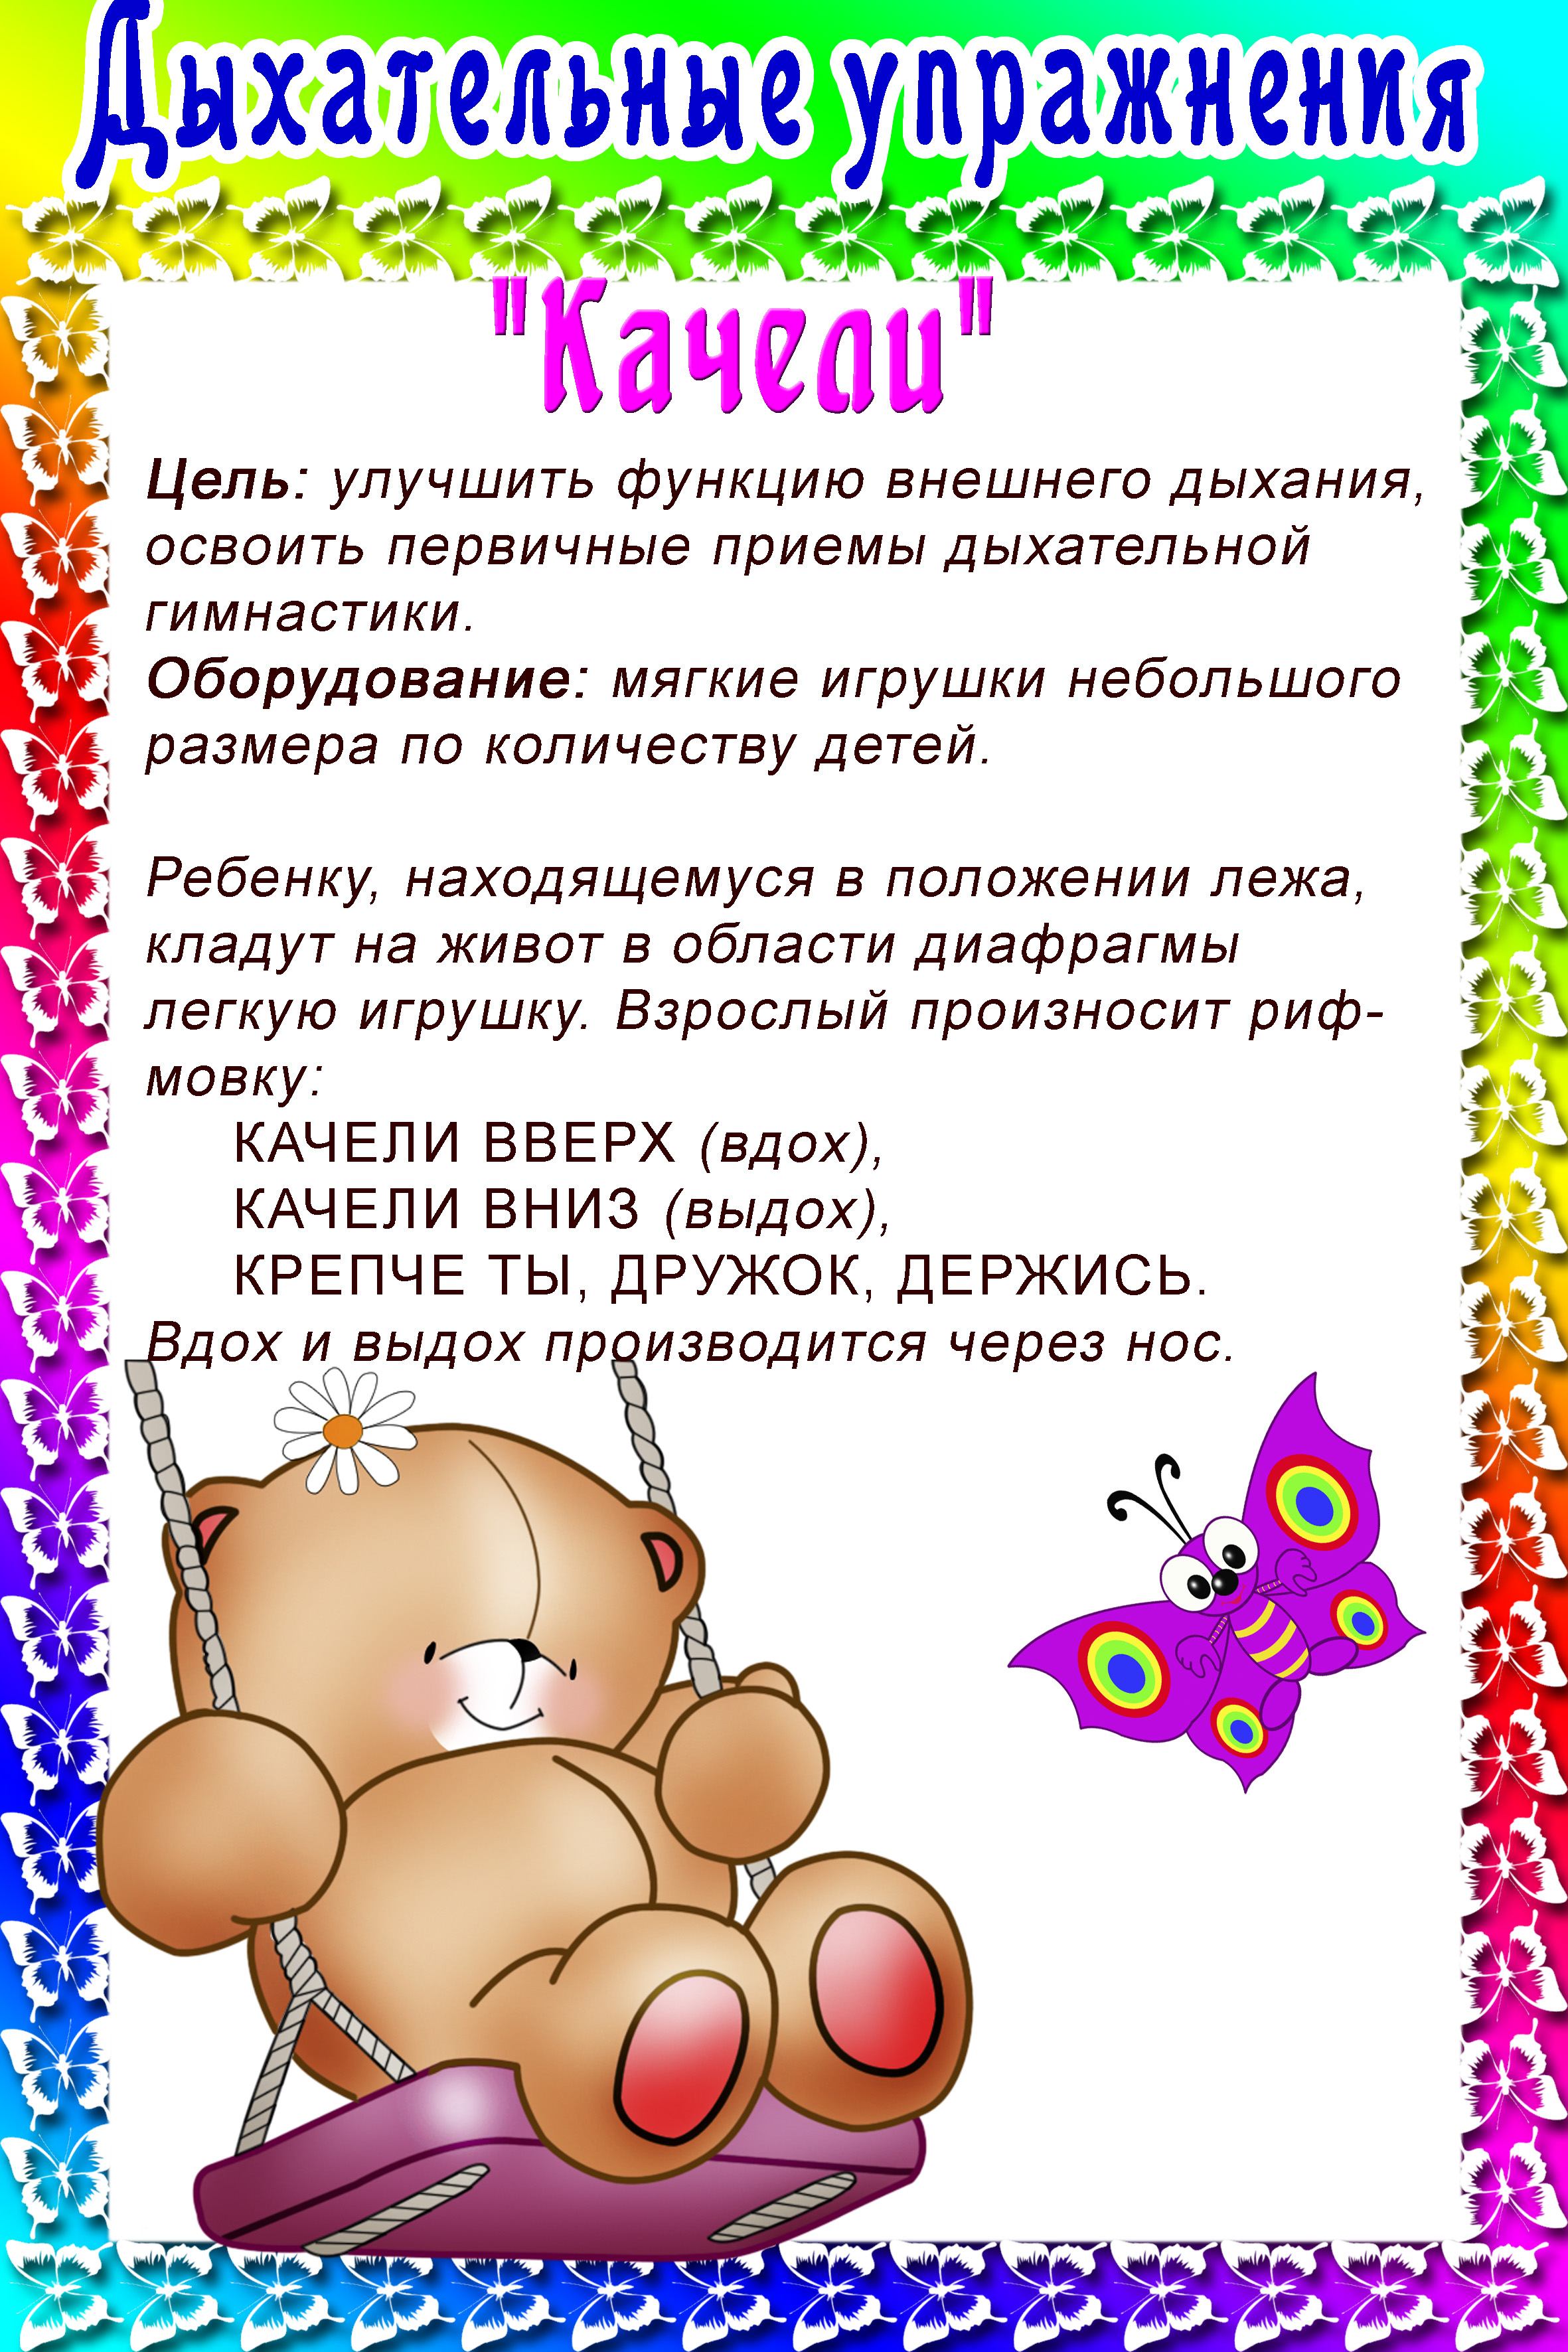 Дыхательные упражнения
"Качели"
Цель: улучшить функцию внешнего дыхания,
освоить первичные приемы дыхательной
гимнастики.
Оборудование: мягкие игрушки небольшого
размера по количеству детей.
Ребенку, находящемуся в положении лежа,
кладут на живот в области диафрагмы
легкую игрушку. Взрослый произносит риф-
мовку:
КАЧЕЛИ ВВЕРХ (вдох),
КАЧЕЛИ ВНИЗ (выдох),
КРЕПЧЕ ТЫ, ДРУЖОК, ДЕРЖИСЬ.
Вдох и выдох производится через нос.